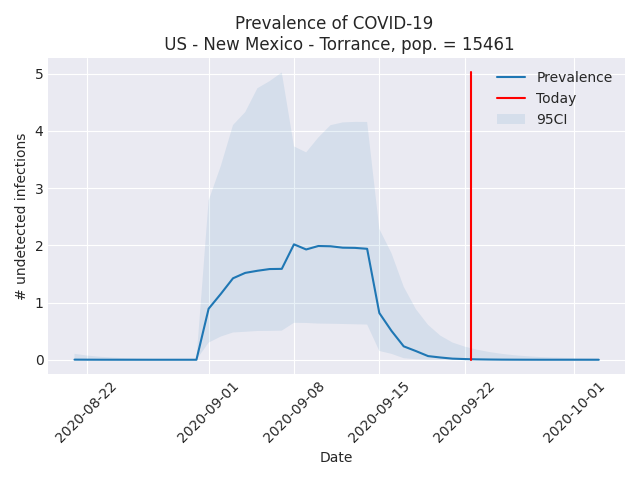 Prevalence of COVID-19
US - New Mexico - Torrance, pop. = 15461
5
4
3
2
1
0
# undetected infections
Prevalence
Today
95CI
2020-08-22
2020-09-01
2020-09-08
2020-09-15
2020-09-22
2020-10-01
Date